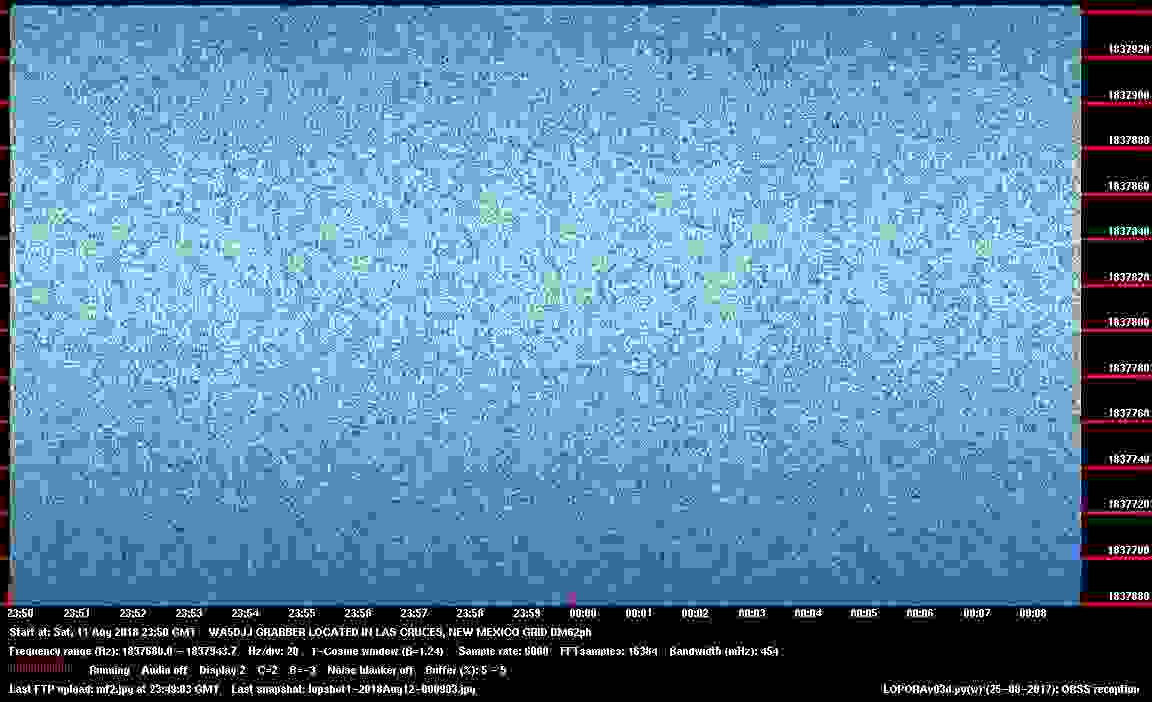 1837920
1837900
1837880
1837860
1837840
1837820
1837800
1837780
1837760
1837740
1837720
1837700
1837680
23:50 23:51 23:52 23:53 23:54 23:55 23:56 23:57 23:58 23:59 00:00 00:01 00:02 00:03 00:04 00:05 00:06 00:07 00:08
Start at: Sat, 11 Aug 2018 23:50 GMT WA5DJJ GRABBER LOCATED IN LAS CRUCES, NEW MEXICO GRID DM62ph
Frequency range (Hz): 1837680.0 - 1837943.7 Hz/div: 20 F-Cosine window (B=1.24) Sample rate: 6000 FFTsamples: 16384 Bandwidth (mHz): 454
Running Audio off Display 2 C=2 B=-3 Noise blanker off Buffer (%): 5 - 5
Last FTP upload: mf2.jpg at 23:49:03 GMT Last snapshot: lopshot1-2018Aug12-000903.jpg
LOPORAv03d.py(w) (25-08-2017): QRSS reception